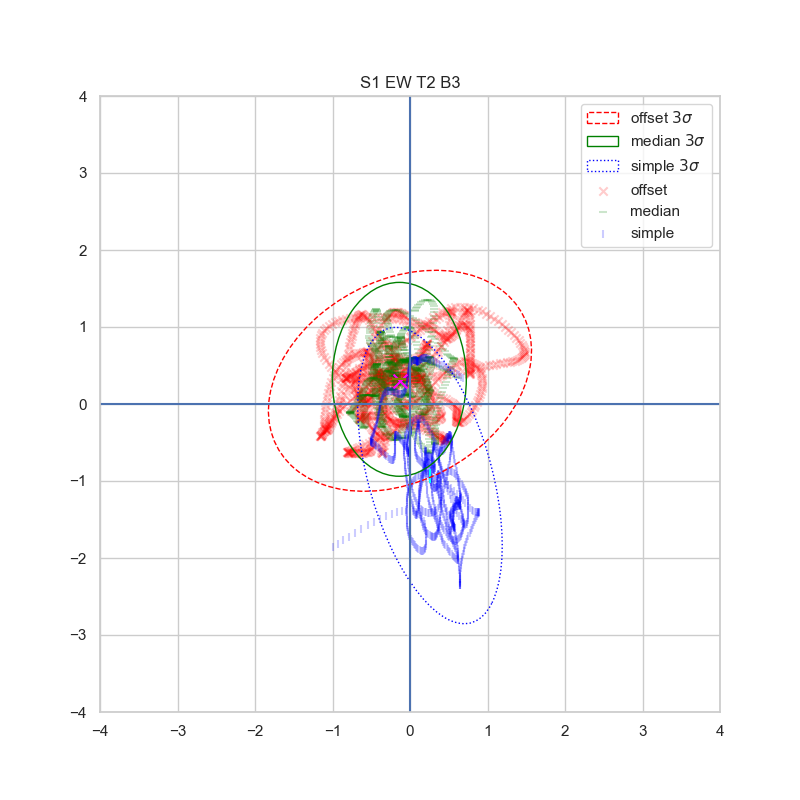 S1 EW T2 B3
offset 3σ
median 3σ
simple 3σ
offset
median
simple
4
3
2
1
0
−1
−2
−3
−4
−4 −3 −2 −1 0 1 2 3 4